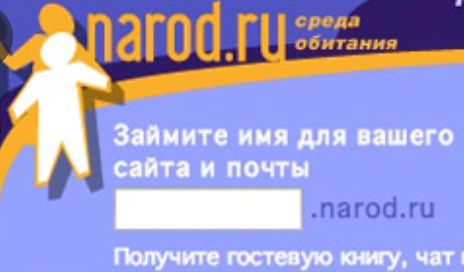 narod.ru среда
обитания
Займите имя для вашего
сайта и почты
.narod.ru
Получите гостевую книгу, чат